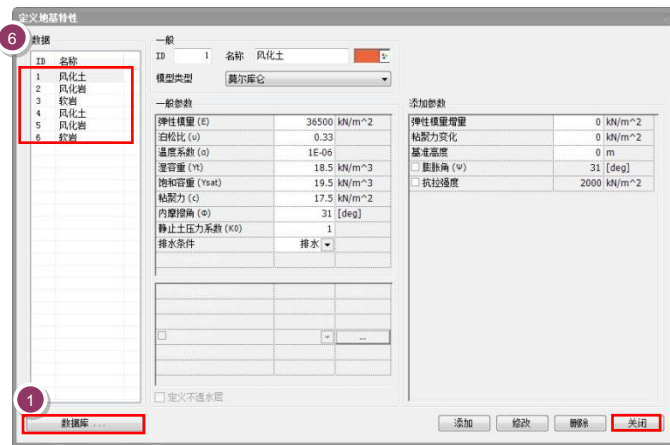 定义地基特性
6
数据
ID 名称
1 风化土
2 风化岩
3 软岩
4 风化土
5 风化岩
6 软岩
1
数据库 ...
一般
ID 1 名称 风化土
模型类型 莫尔库仑
一般参数
弹性模量 (E) 36500 kN/m^2
泊松比 (υ) 0.33
温度系数 (α) 1E-06
湿容重 (Yt) 18.5 kN/m^3
饱和容重 (Ysat) 19.5 kN/m^3
粘聚力 (c) 17.5 kN/m^2
内摩擦角 (Φ) 31 [deg]
静止土压力系数 (K0) 1
排水条件 排水
...
定义不透水层
添加参数
弹性模量增量 0 kN/m^2
粘聚力变化 0 kN/m^2
基准高度 0 m
膨胀角 (Ψ) 31 [deg]
抗拉强度 2000 kN/m^2
添加 修改 删除 关闭